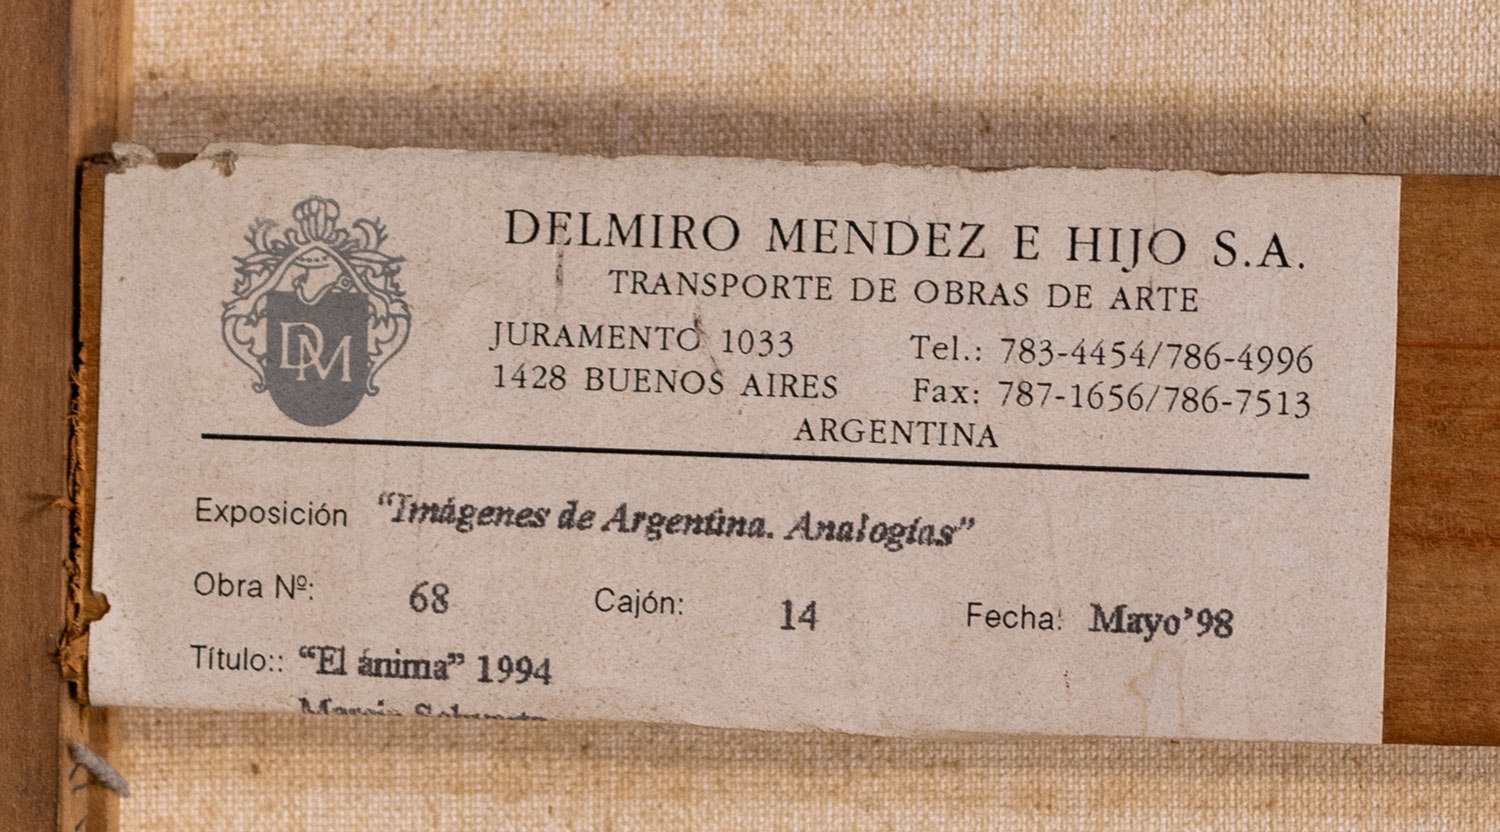 DELMIRO MENDEZ E HIJO S.A.
TRANSPORTE DE OBRAS DE ARTE
JURAMENTO 1033 Tel.: 783-4454/786-4996
1428 BUENOS AIRES Fax: 787-1656/786-7513
ARGENTINA
DM
Exposición “Imágenes de Argentina. Analogías”
Obra Nº: 68 Cajón: 14 Fecha: Mayo’98
Título:: “El ánima” 1994